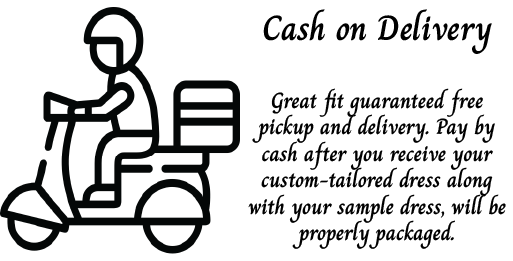 Cash on Delivery
Great fit guaranteed free
pickup and delivery. Pay by
cash after you receive your
custom-tailored dress along
with your sample dress, will be
properly packaged.